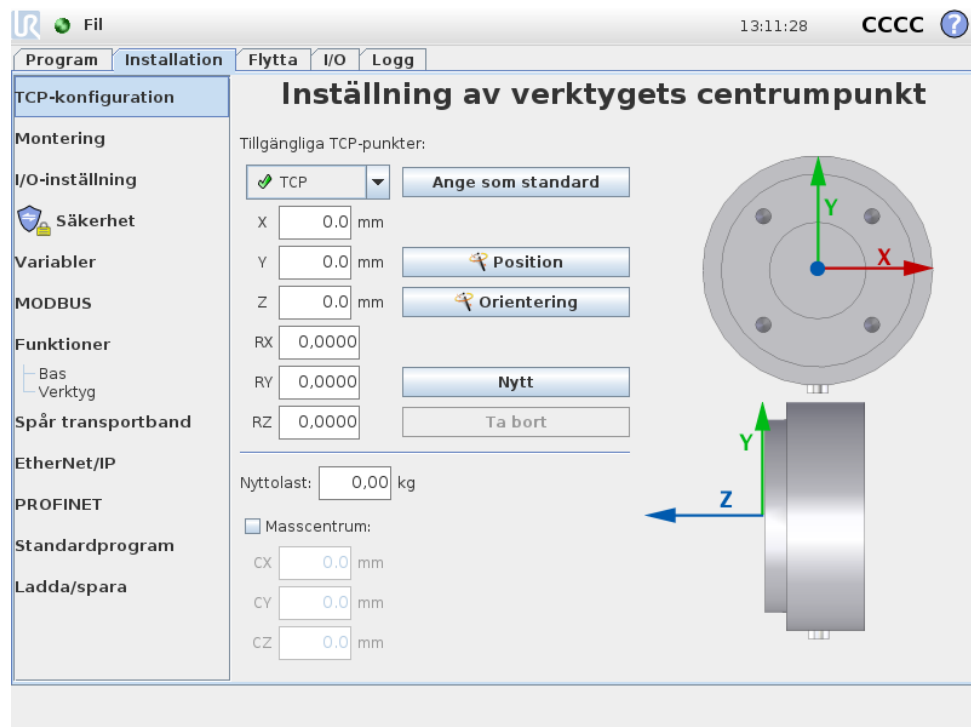 UR Fil 13:11:28 CCCC ?
Program Installation Flytta I/O Logg
TCP-konfiguration
Montering
I/O-inställning
Säkerhet
Variabler
MODBUS
Funktioner
Bas
Verktyg
Spår transportband
EtherNet/IP
PROFINET
Standardprogram
Ladda/spara
Inställning av verktygets centrumpunkt
Tillgängliga TCP-punkter:
TCP Ange som standard
X 0.0 mm
Y 0.0 mm Position
Z 0.0 mm Orientering
RX 0,0000
RY 0,0000 Nytt
RZ 0,0000 Ta bort
Nyttolast: 0,00 kg
Masscentrum:
CX 0.0 mm
CY 0.0 mm
CZ 0.0 mm
Y
X
Y
Z